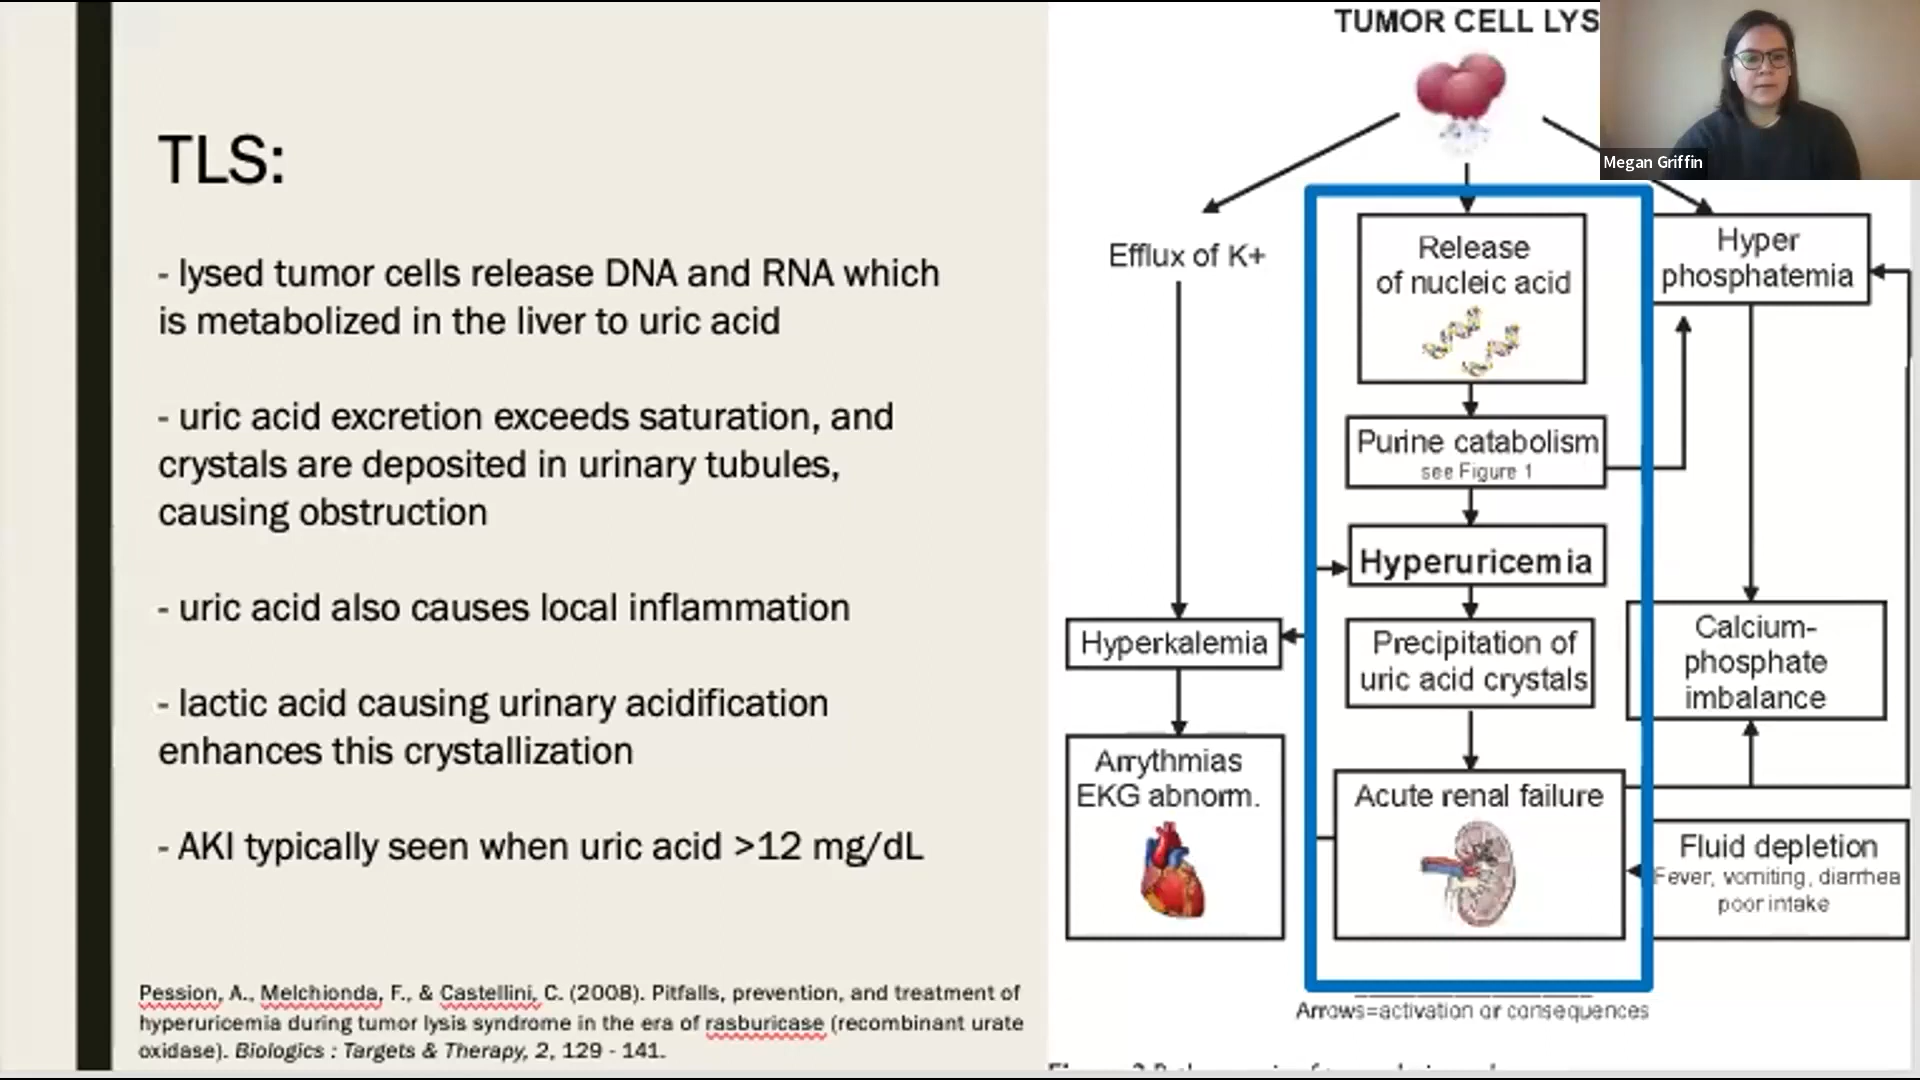 TLS:
- lysed tumor cells release DNA and RNA which
is metabolized in the liver to uric acid
- uric acid excretion exceeds saturation, and
crystals are deposited in urinary tubules,
causing obstruction
- uric acid also causes local inflammation
- lactic acid causing urinary acidification
enhances this crystallization
- AKI typically seen when uric acid >12 mg/dL
Pession, A., Melchionda, F., & Castellini, C. (2008). Pitfalls, prevention, and treatment of
hyperuricemia during tumor lysis syndrome in the era of rasburicase (recombinant urate
oxidase). Biologics : Targets & Therapy, 2, 129 - 141.
TUMOR CELL LYS
Megan Griffin
Efflux of K+
Release
of nucleic acid
Hyper
phosphatemia
Purine catabolism
see Figure 1
Hyperuricemia
Hyperkalemia
Precipitation of
uric acid crystals
Calcium-
phosphate
imbalance
Arrythmias
EKG abnorm.
Acute renal failure
Fluid depletion
Fever, vomiting, diarrhea
poor intake
Arrows=activation or consequences